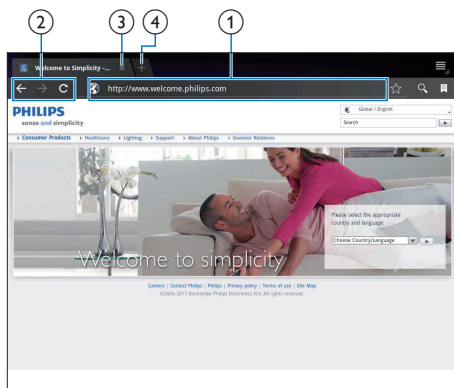 2 3 4 1
Welcome to Simplicity -...
http://www.welcome.philips.com
PHILIPS
sense and simplicity
Global / English
Search
Consumer Products Healthcare Lighting Support About Philips Investor Relations
Please select the appropriate
country and language:
Choose Country/Language
Welcome to simplicity
Careers | Contact Philips | Philips | Privacy policy | Terms of use | Site Map
©2004-2011 Koninklijke Philips Electronics N.V. All rights reserved.